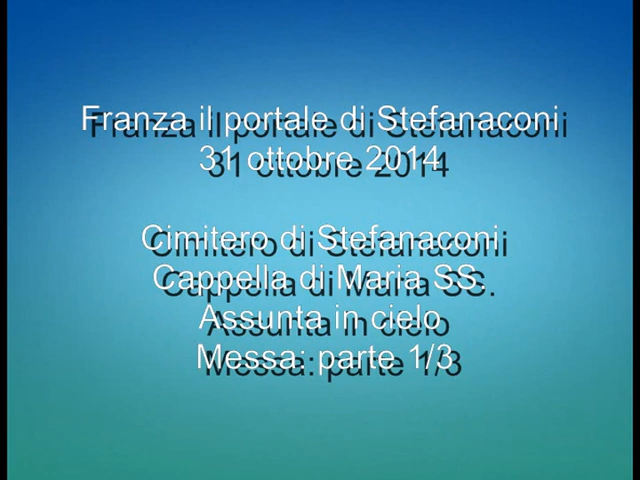 Franza il portale di Stefanaconi
31 ottobre 2014
Cimitero di Stefanaconi
Cappella di Maria SS.
Assunta in cielo
Messa: parte 1/3